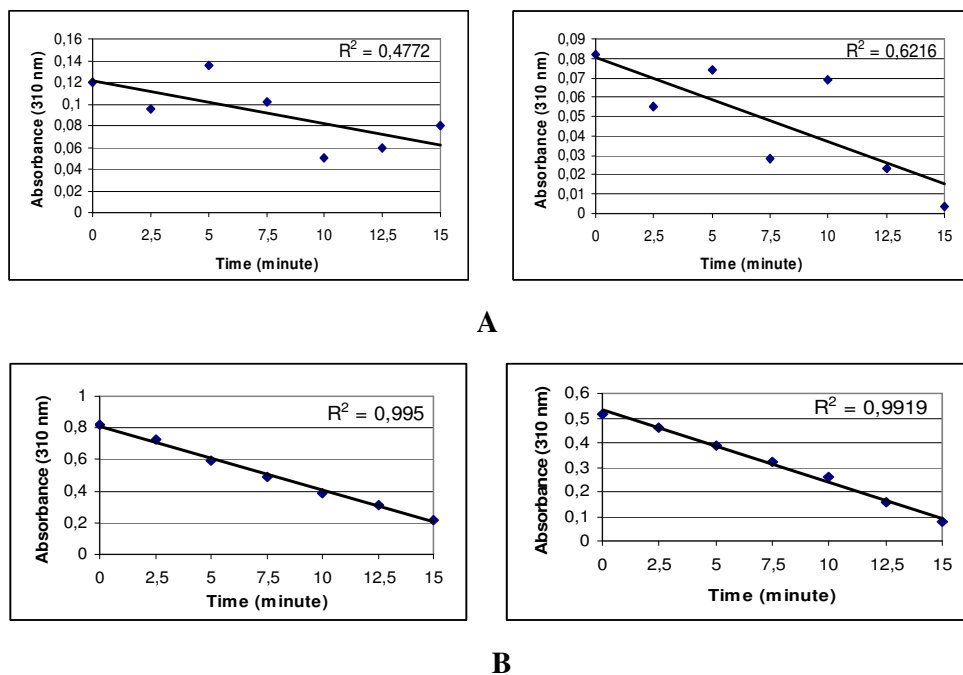 R² = 0,4772
Absorbance (310 nm)
0,16
0,14
0,12
0,1
0,08
0,06
0,04
0,02
0
0 2,5 5 7,5 10 12,5 15
Time (minute)
R² = 0,6216
Absorbance (310 nm)
0,09
0,08
0,07
0,06
0,05
0,04
0,03
0,02
0,01
0
0 2,5 5 7,5 10 12,5 15
Time (minute)
A
R² = 0,995
Absorbance (310 nm)
1
0,8
0,6
0,4
0,2
0
0 2,5 5 7,5 10 12,5 15
Time (minute)
R² = 0,9919
Absorbance (310 nm)
0,6
0,5
0,4
0,3
0,2
0,1
0
0 2,5 5 7,5 10 12,5 15
Time (minute)
B